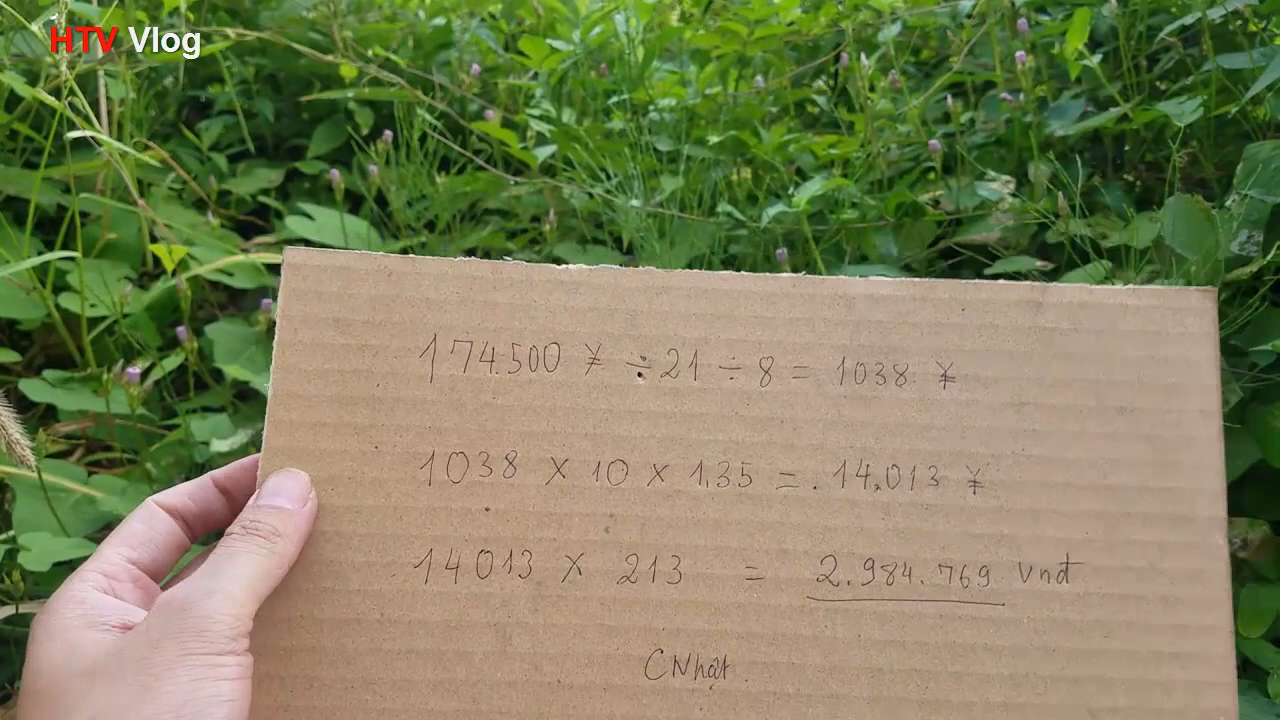 HTV Vlog
174.500 ¥ ÷ 21 ÷ 8 = 1038 ¥
1038 x 10 x 1,35 = 14,013 ¥
14013 x 213 = 2.984.769 vnđ
CNhật